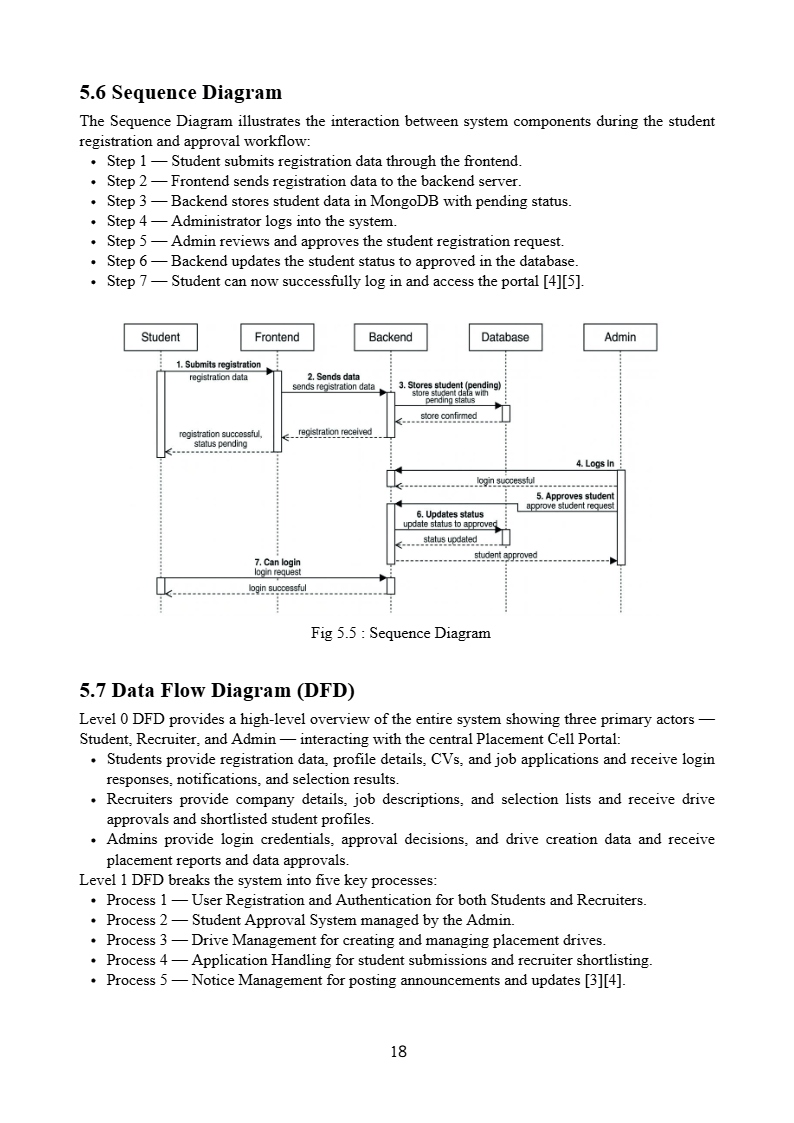 5.6 Sequence Diagram
The Sequence Diagram illustrates the interaction between system components during the student
registration and approval workflow:
• Step 1 — Student submits registration data through the frontend.
• Step 2 — Frontend sends registration data to the backend server.
• Step 3 — Backend stores student data in MongoDB with pending status.
• Step 4 — Administrator logs into the system.
• Step 5 — Admin reviews and approves the student registration request.
• Step 6 — Backend updates the student status to approved in the database.
• Step 7 — Student can now successfully log in and access the portal [4][5].
Student Frontend Backend Database Admin
1. Submits registration
registration data
2. Sends data
sends registration data
3. Stores student (pending)
store student data with
pending status
store confirmed
registration received
registration successful,
status pending
4. Logs in
login successful
5. Approves student
approve student request
6. Updates status
update status to approved
status updated
student approved
7. Can login
login request
login successful
Fig 5.5 : Sequence Diagram
5.7 Data Flow Diagram (DFD)
Level 0 DFD provides a high-level overview of the entire system showing three primary actors —
Student, Recruiter, and Admin — interacting with the central Placement Cell Portal:
• Students provide registration data, profile details, CVs, and job applications and receive login
responses, notifications, and selection results.
• Recruiters provide company details, job descriptions, and selection lists and receive drive
approvals and shortlisted student profiles.
• Admins provide login credentials, approval decisions, and drive creation data and receive
placement reports and data approvals.
Level 1 DFD breaks the system into five key processes:
• Process 1 — User Registration and Authentication for both Students and Recruiters.
• Process 2 — Student Approval System managed by the Admin.
• Process 3 — Drive Management for creating and managing placement drives.
• Process 4 — Application Handling for student submissions and recruiter shortlisting.
• Process 5 — Notice Management for posting announcements and updates [3][4].
18